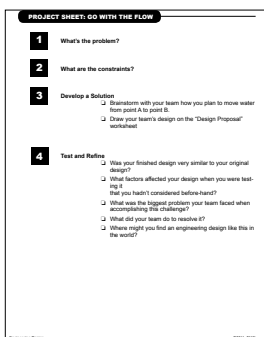 PROJECT SHEET: GO WITH THE FLOW
1
What's the problem?
2
What are the constraints?
3
Develop a Solution
❑ Brainstorm with your team how you plan to move water
from point A to point B.
❑ Draw your team's design on the "Design Proposal"
worksheet
4
Test and Refine
❑ Was your finished design very similar to your original
design?
❑ What factors affected your design when you were test-
ing it
that you hadn't considered before-hand?
❑ What was the biggest problem your team faced when
accomplishing this challenge?
❑ What did your team do to resolve it?
❑ Where might you find an engineering design like this in
the world?